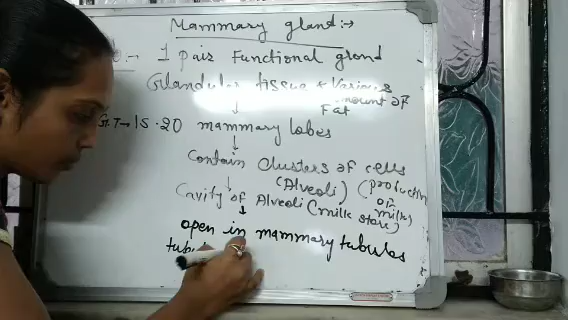 Mammary gland:→
:- 1 pair Functional gland
Glandular tissue & Various
amount of
Fat
G.T→15-20 mammary lobes
Contain clusters of cells
(Alveoli) (production
of milk)
Cavity of Alveoli (milk store)
open in mammary tubules
tubu